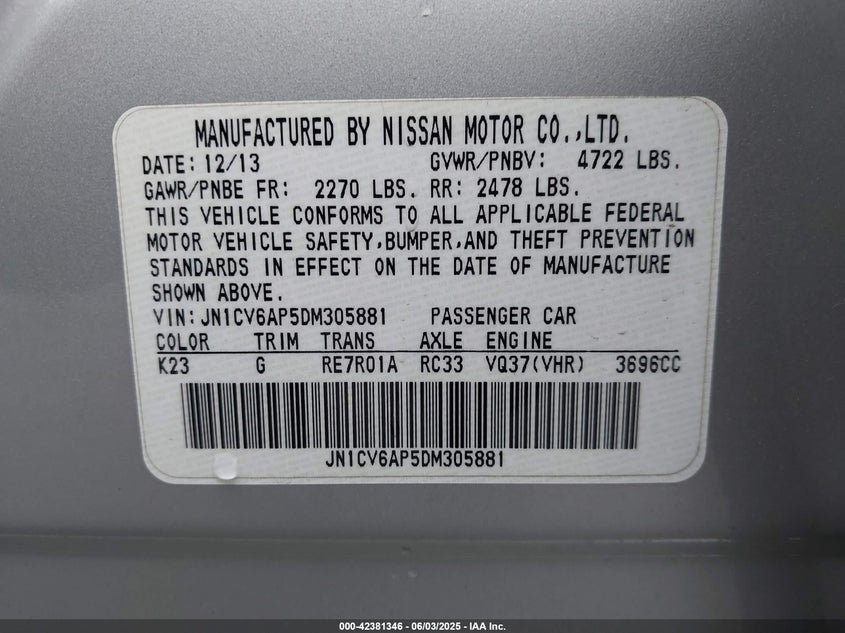 MANUFACTURED BY NISSAN MOTOR CO.,LTD.
DATE: 12/13 GVWR/PNBV: 4722 LBS.
GAWR/PNBE FR: 2270 LBS. RR: 2478 LBS.
THIS VEHICLE CONFORMS TO ALL APPLICABLE FEDERAL
MOTOR VEHICLE SAFETY,BUMPER,AND THEFT PREVENTION
STANDARDS IN EFFECT ON THE DATE OF MANUFACTURE
SHOWN ABOVE.
VIN: JN1CV6AP5DM305881 PASSENGER CAR
COLOR TRIM TRANS AXLE ENGINE
K23 G RE7R01A RC33 VQ37(VHR) 3696CC
JN1CV6AP5DM305881
000-42381346 - 06/03/2025 - IAA Inc.